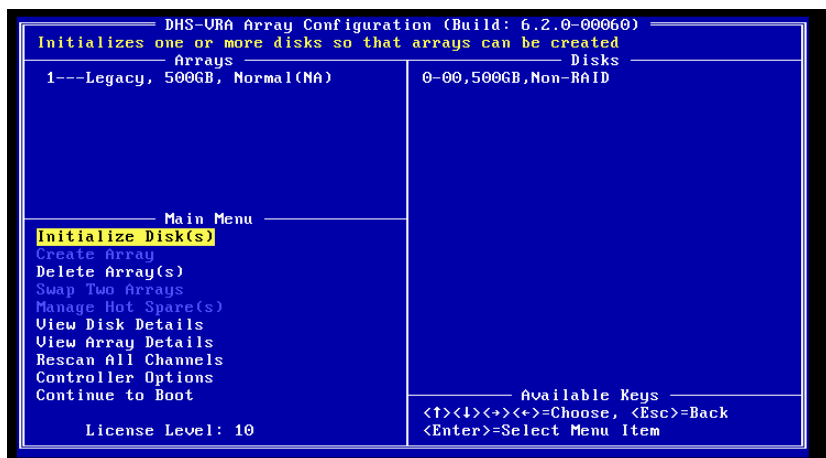 DHS-VRA Array Configuration (Build: 6.2.0-00060)
Initializes one or more disks so that arrays can be created
Arrays
1---Legacy, 500GB, Normal(NA)
Disks
0-00,500GB,Non-RAID
Main Menu
Initialize Disk(s)
Create Array
Delete Array(s)
Swap Two Arrays
Manage Hot Spare(s)
View Disk Details
View Array Details
Rescan All Channels
Controller Options
Continue to Boot
License Level: 10
Available Keys
<↑><↓><→><←>=Choose, <Esc>=Back
<Enter>=Select Menu Item